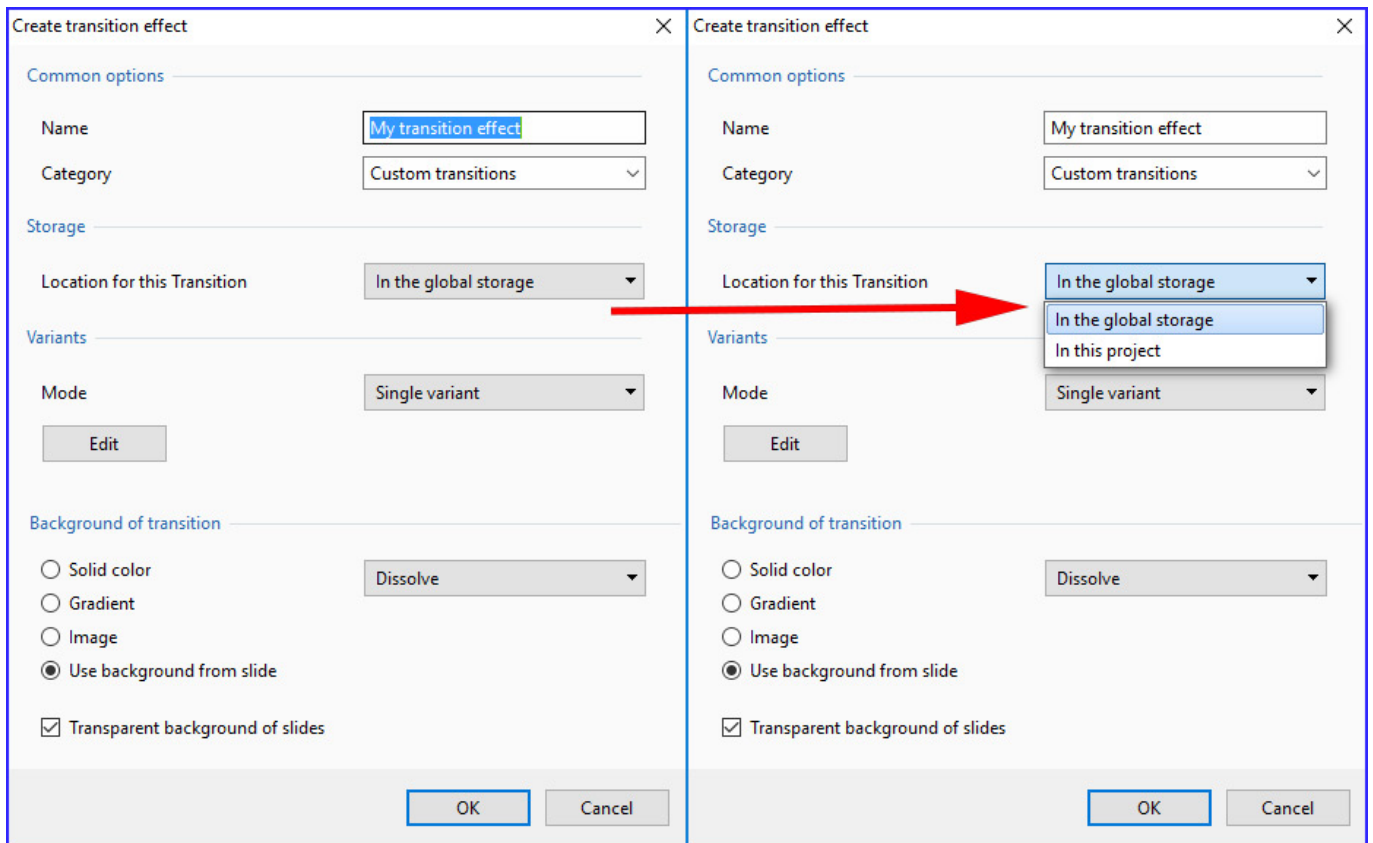 Create transition effect
Common options
Name My transition effect
Category Custom transitions
Storage
Location for this Transition In the global storage
Variants
Mode Single variant
Edit
Background of transition
Solid color Dissolve
Gradient
Image
Use background from slide
Transparent background of slides
OK Cancel
Create transition effect
Common options
Name My transition effect
Category Custom transitions
Storage
Location for this Transition In the global storage
In the global storage
In this project
Variants
Mode Single variant
Edit
Background of transition
Solid color Dissolve
Gradient
Image
Use background from slide
Transparent background of slides
OK Cancel